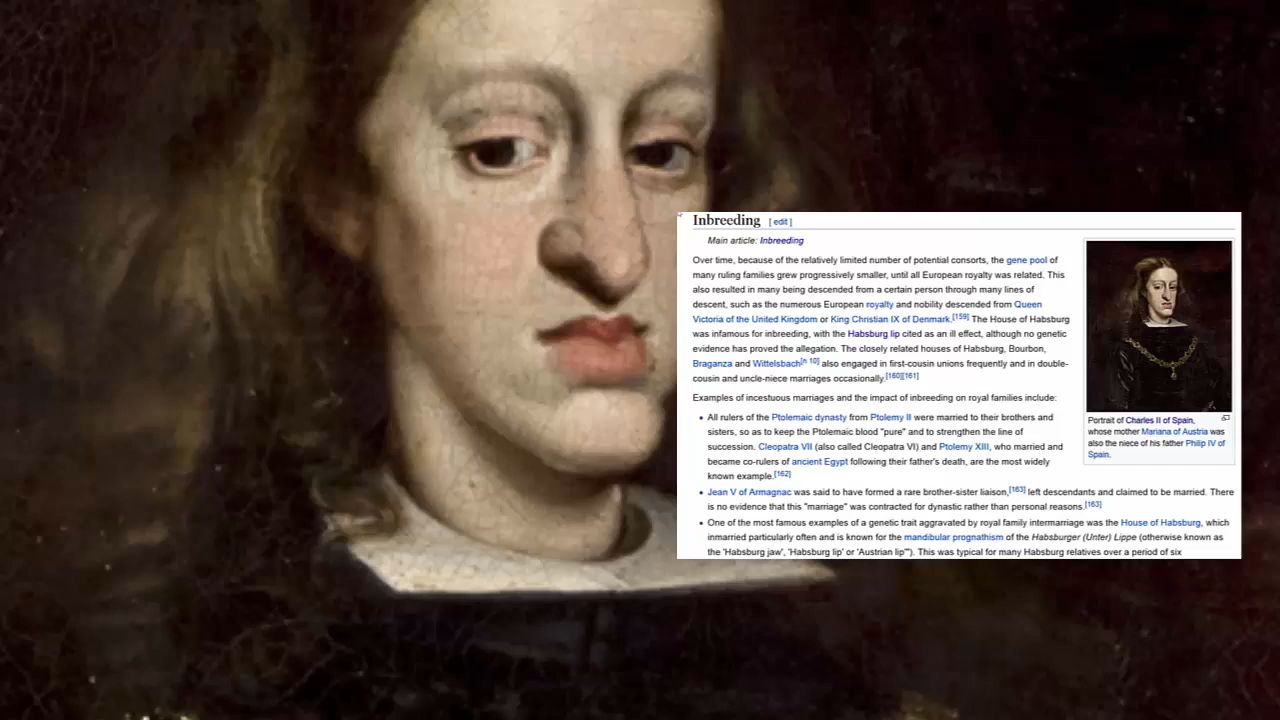 Inbreeding [ edit ]
Main article: Inbreeding
Over time, because of the relatively limited number of potential consorts, the gene pool of
many ruling families grew progressively smaller, until all European royalty was related. This
also resulted in many being descended from a certain person through many lines of
descent, such as the numerous European royalty and nobility descended from Queen
Victoria of the United Kingdom or King Christian IX of Denmark.[159] The House of Habsburg
was infamous for inbreeding, with the Habsburg lip cited as an ill effect, although no genetic
evidence has proved the allegation. The closely related houses of Habsburg, Bourbon,
Braganza and Wittelsbach[n 10] also engaged in first-cousin unions frequently and in double-
cousin and uncle-niece marriages occasionally.[160][161]
Examples of incestuous marriages and the impact of inbreeding on royal families include:
• All rulers of the Ptolemaic dynasty from Ptolemy II were married to their brothers and
sisters, so as to keep the Ptolemaic blood "pure" and to strengthen the line of
succession. Cleopatra VII (also called Cleopatra VI) and Ptolemy XIII, who married and
became co-rulers of ancient Egypt following their father's death, are the most widely
known example.[162]
• Jean V of Armagnac was said to have formed a rare brother-sister liaison,[163] left descendants and claimed to be married. There
is no evidence that this "marriage" was contracted for dynastic rather than personal reasons.[163]
• One of the most famous examples of a genetic trait aggravated by royal family intermarriage was the House of Habsburg, which
inmarried particularly often and is known for the mandibular prognathism of the Habsburger (Unter) Lippe (otherwise known as
the 'Habsburg jaw', 'Habsburg lip' or 'Austrian lip'"). This was typical for many Habsburg relatives over a period of six
Portrait of Charles II of Spain,
whose mother Mariana of Austria was
also the niece of his father Philip IV of
Spain.